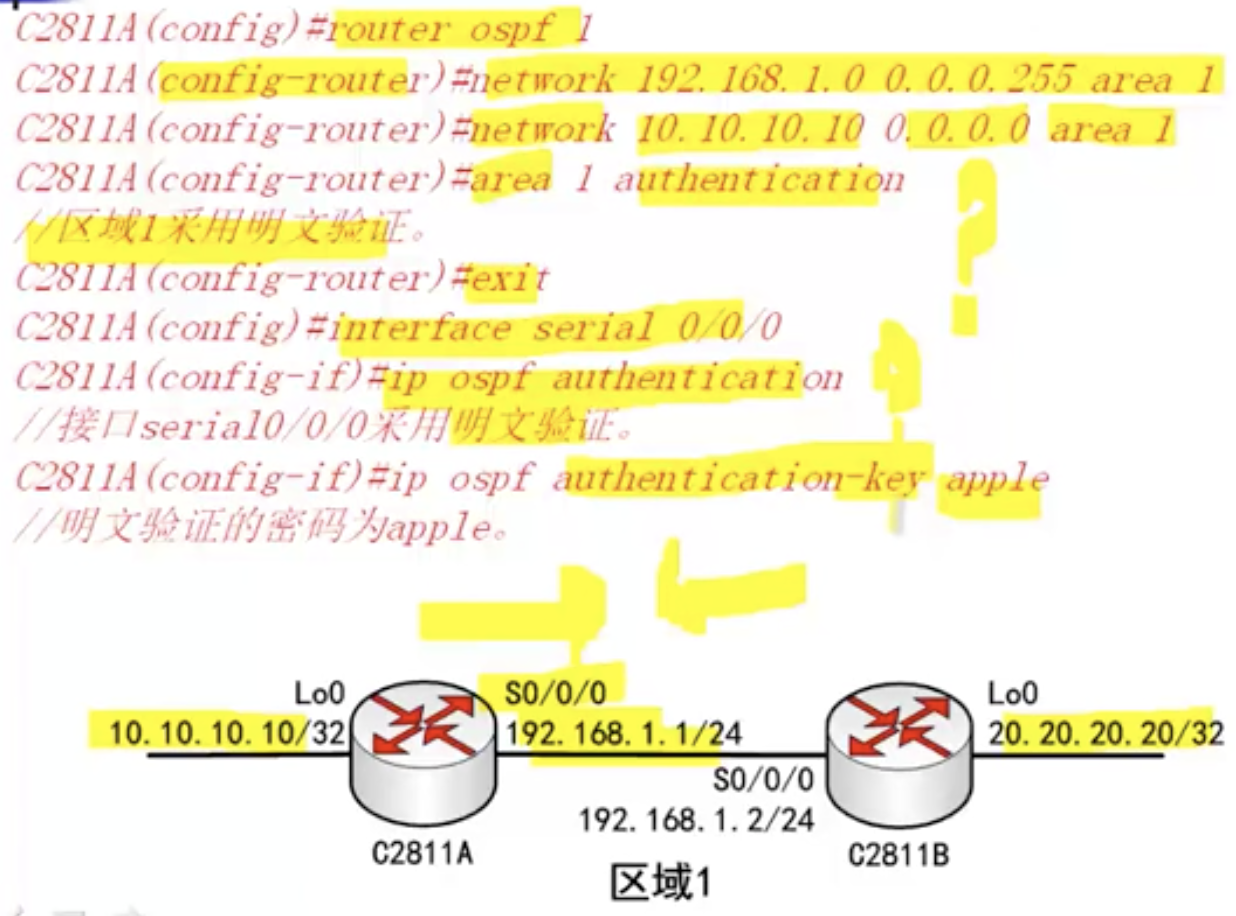 C2811A(config)#router ospf 1
C2811A(config-router)#network 192.168.1.0 0.0.0.255 area 1
C2811A(config-router)#network 10.10.10.10 0.0.0.0 area 1
C2811A(config-router)#area 1 authentication
//区域1采用明文验证。
C2811A(config-router)#exit
C2811A(config)#interface serial 0/0/0
C2811A(config-if)#ip ospf authentication
//接口serial0/0/0采用明文验证。
C2811A(config-if)#ip ospf authentication-key apple
//明文验证的密码为apple。
Lo0 S0/0/0 Lo0
10.10.10.10/32 192.168.1.1/24 20.20.20.20/32
S0/0/0
192.168.1.2/24
C2811A C2811B
区域1